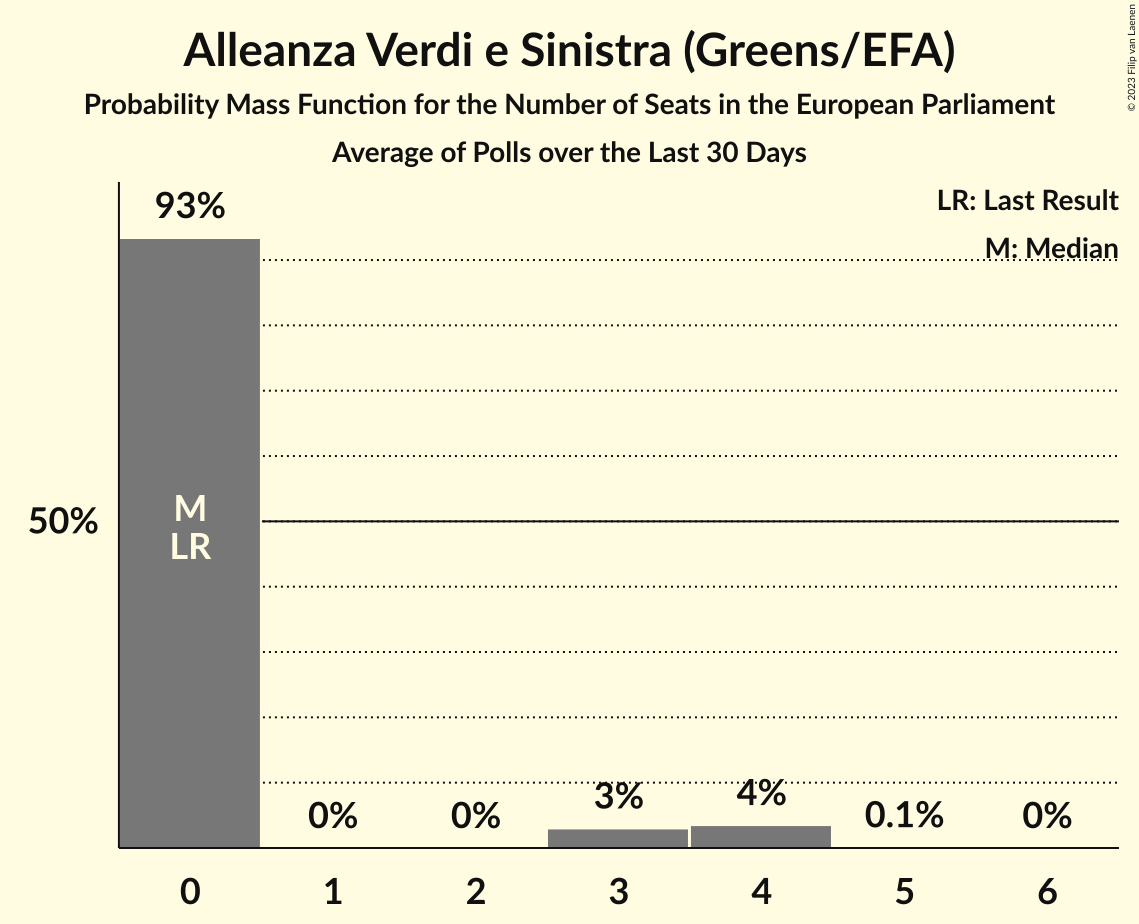 Alleanza Verdi e Sinistra (Greens/EFA)
Probability Mass Function for the Number of Seats in the European Parliament
Average of Polls over the Last 30 Days
© 2023 Filip van Laenen
LR: Last Result
M: Median
93%
50%
M
LR
0%
0%
3%
4%
0.1%
0%
0
1
2
3
4
5
6